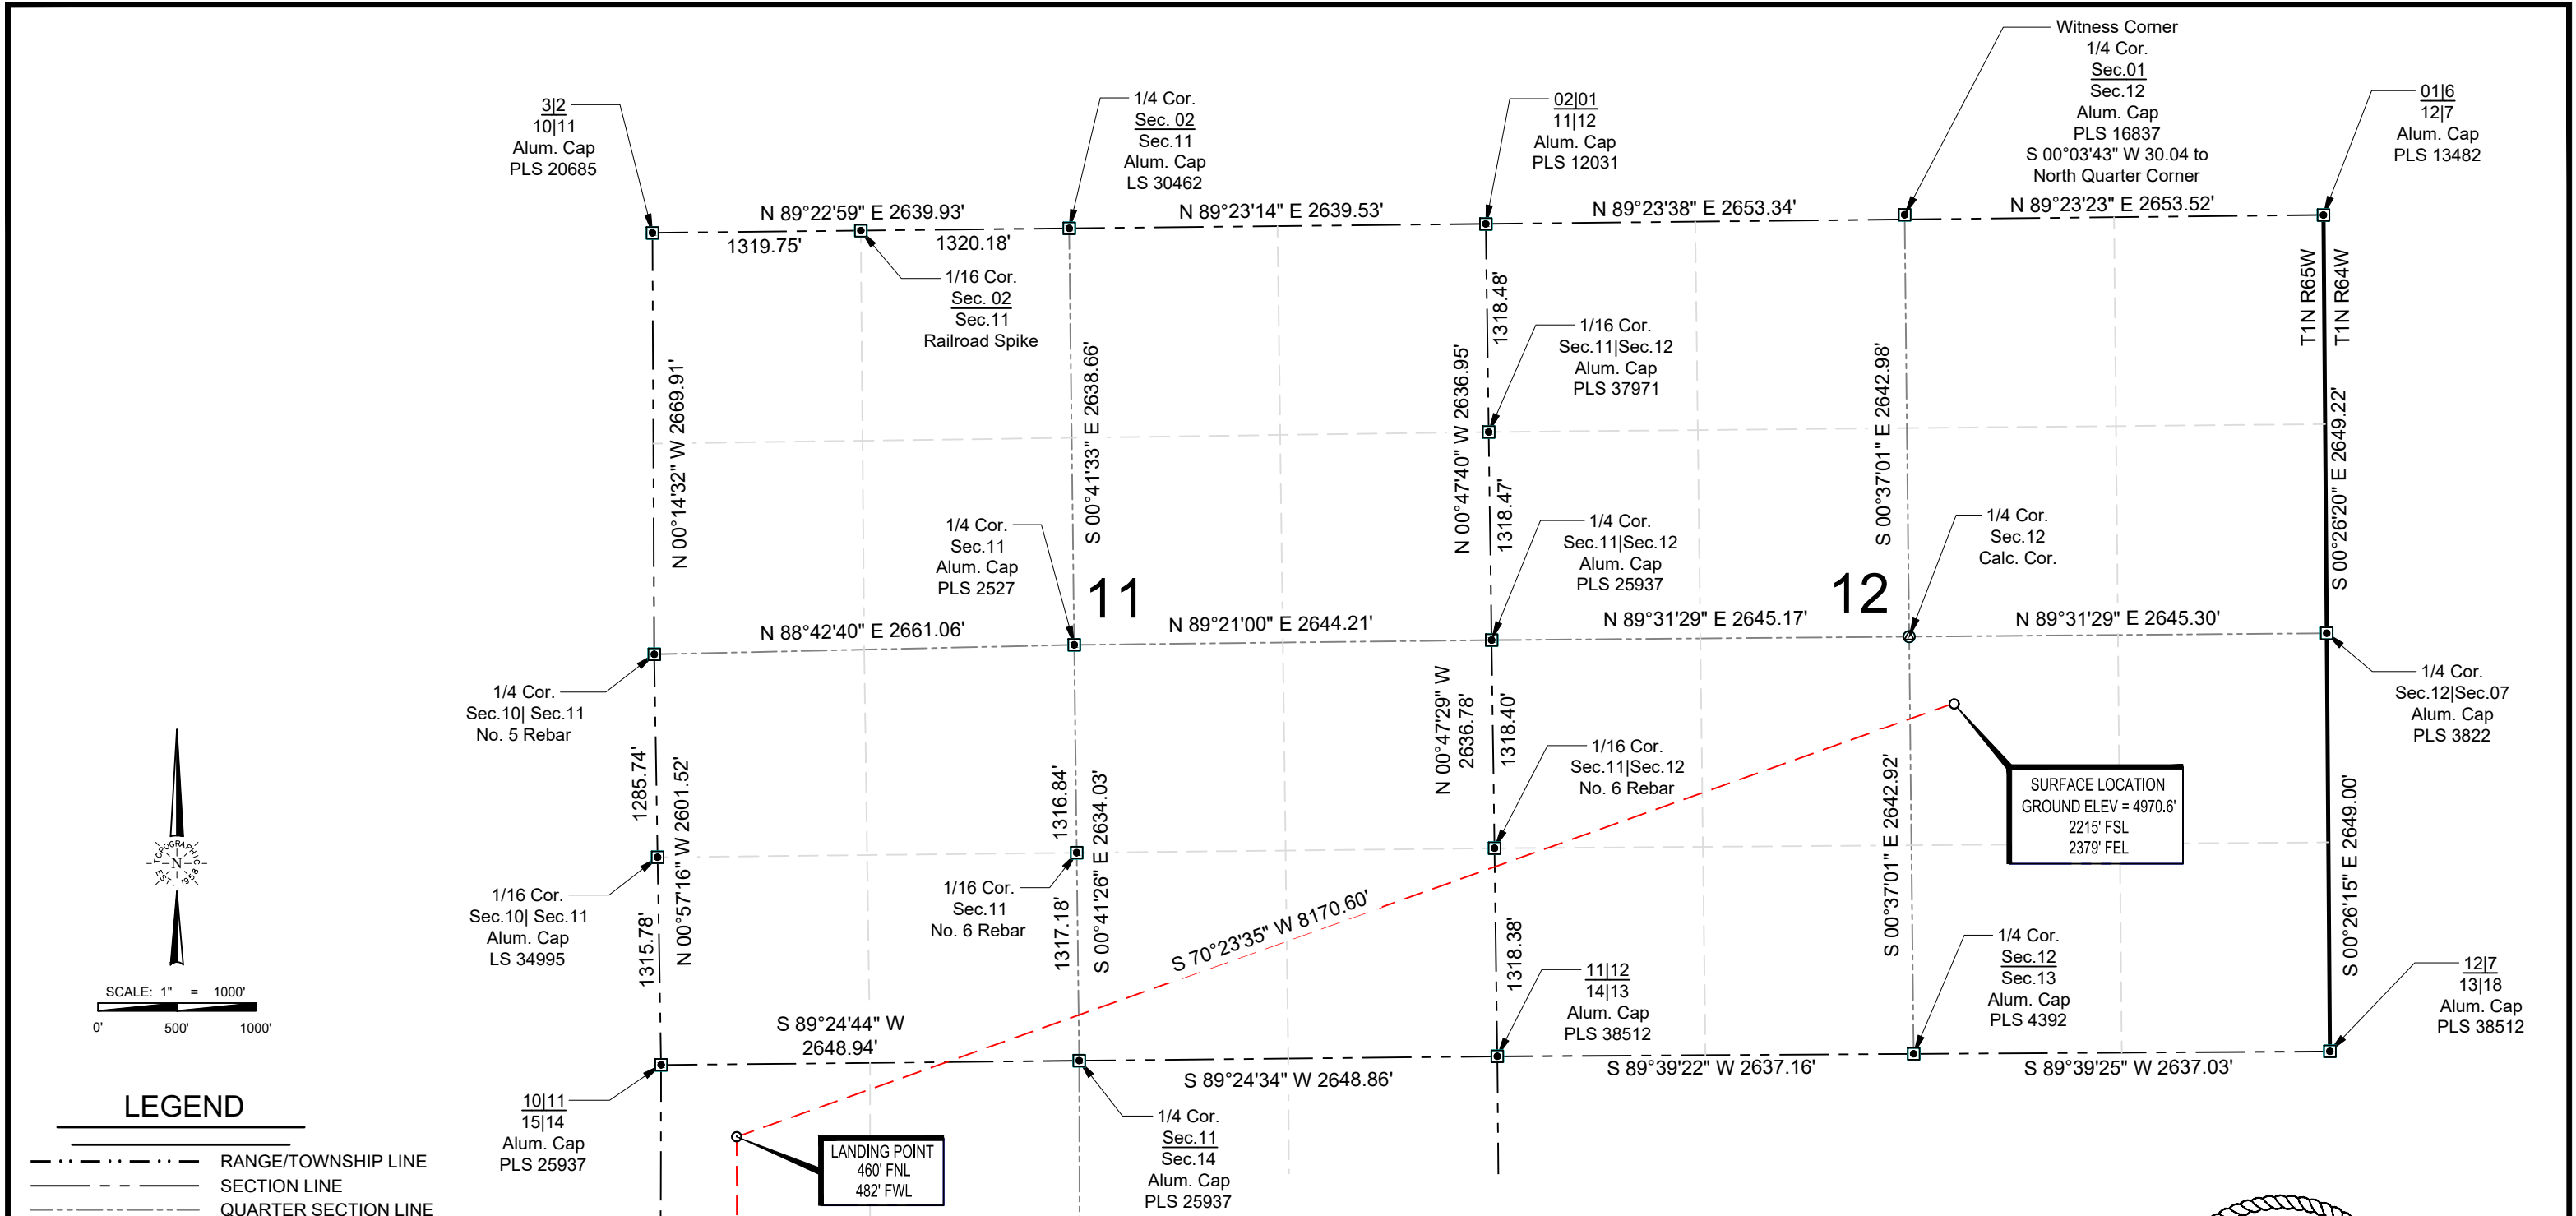 Witness Corner
1/4 Cor.
Sec.01
Sec.12
Alum. Cap
PLS 16837
S 00°03'43" W 30.04 to
North Quarter Corner
3|2
10|11
Alum. Cap
PLS 20685
1/4 Cor.
Sec. 02
Sec.11
Alum. Cap
LS 30462
02|01
11|12
Alum. Cap
PLS 12031
01|6
12|7
Alum. Cap
PLS 13482
N 89°22'59" E 2639.93'
N 89°23'14" E 2639.53'
N 89°23'38" E 2653.34'
N 89°23'23" E 2653.52'
1319.75'
1320.18'
1/16 Cor.
Sec. 02
Sec.11
Railroad Spike
1318.48'
T1N R65W
T1N R64W
1/16 Cor.
Sec.11|Sec.12
Alum. Cap
PLS 37971
N 00°14'32" W 2669.91'
S 00°41'33" E 2638.66'
N 00°47'40" W 2636.95'
S 00°37'01" E 2642.98'
S 00°26'20" E 2649.22'
1318.47'
1/4 Cor.
Sec.11
Alum. Cap
PLS 2527
1/4 Cor.
Sec.11|Sec.12
Alum. Cap
PLS 25937
1/4 Cor.
Sec.12
Calc. Cor.
11
12
N 88°42'40" E 2661.06'
N 89°21'00" E 2644.21'
N 89°31'29" E 2645.17'
N 89°31'29" E 2645.30'
1/4 Cor.
Sec.10| Sec.11
No. 5 Rebar
1/4 Cor.
Sec.12|Sec.07
Alum. Cap
PLS 3822
N 00°47'29" W
2636.78'
1318.40'
1/16 Cor.
Sec.11|Sec.12
No. 6 Rebar
SURFACE LOCATION
GROUND ELEV = 4970.6'
2215' FSL
2379' FEL
1285.74'
N 00°57'16" W 2601.52'
1316.84'
S 00°41'26" E 2634.03'
S 00°37'01" E 2642.92'
S 00°26'15" E 2649.00'
TOPOGRAPHIC
N
EST. 1958
1/16 Cor.
Sec.10| Sec.11
Alum. Cap
LS 34995
1315.78'
1/16 Cor.
Sec.11
No. 6 Rebar
1317.18'
S 70°23'35" W 8170.60'
1318.38'
11|12
14|13
Alum. Cap
PLS 38512
1/4 Cor.
Sec.12
Sec.13
Alum. Cap
PLS 4392
12|7
13|18
Alum. Cap
PLS 38512
SCALE: 1" = 1000'
0' 500' 1000'
S 89°24'44" W
2648.94'
S 89°24'34" W 2648.86'
S 89°39'22" W 2637.16'
S 89°39'25" W 2637.03'
10|11
15|14
Alum. Cap
PLS 25937
LANDING POINT
460' FNL
482' FWL
1/4 Cor.
Sec.11
Sec.14
Alum. Cap
PLS 25937
LEGEND
RANGE/TOWNSHIP LINE
SECTION LINE
QUARTER SECTION LINE